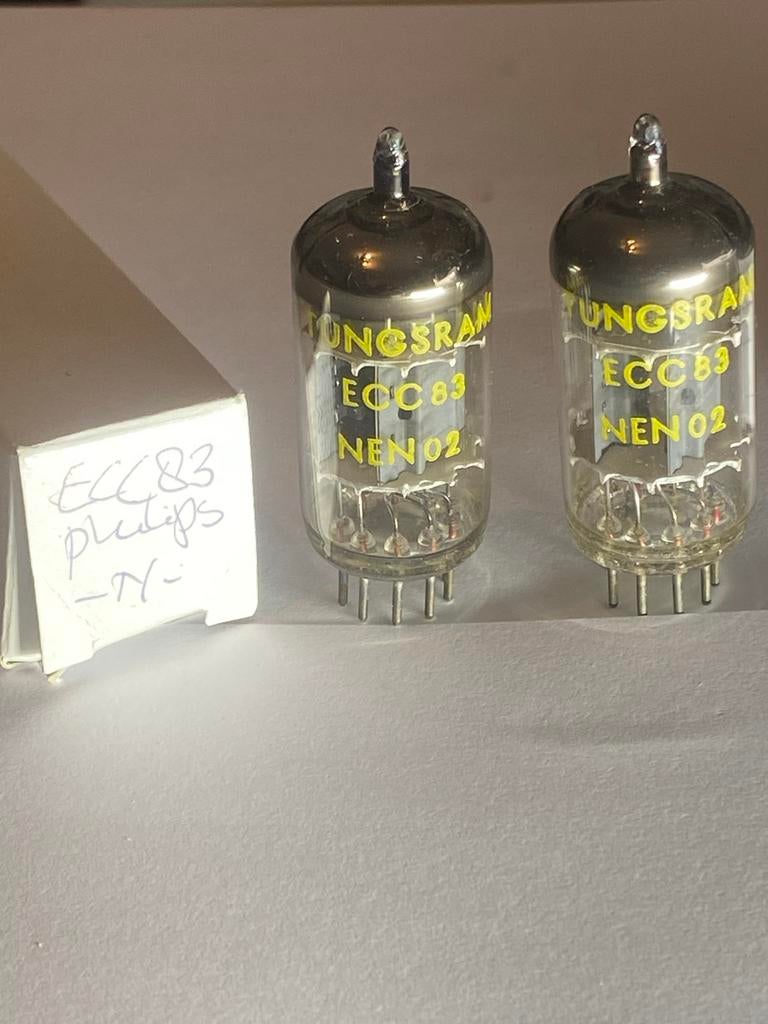 ECC83
philips
-N-
TUNGSRAM
ECC83
NEN02
TUNGSRAM
ECC83
NEN02